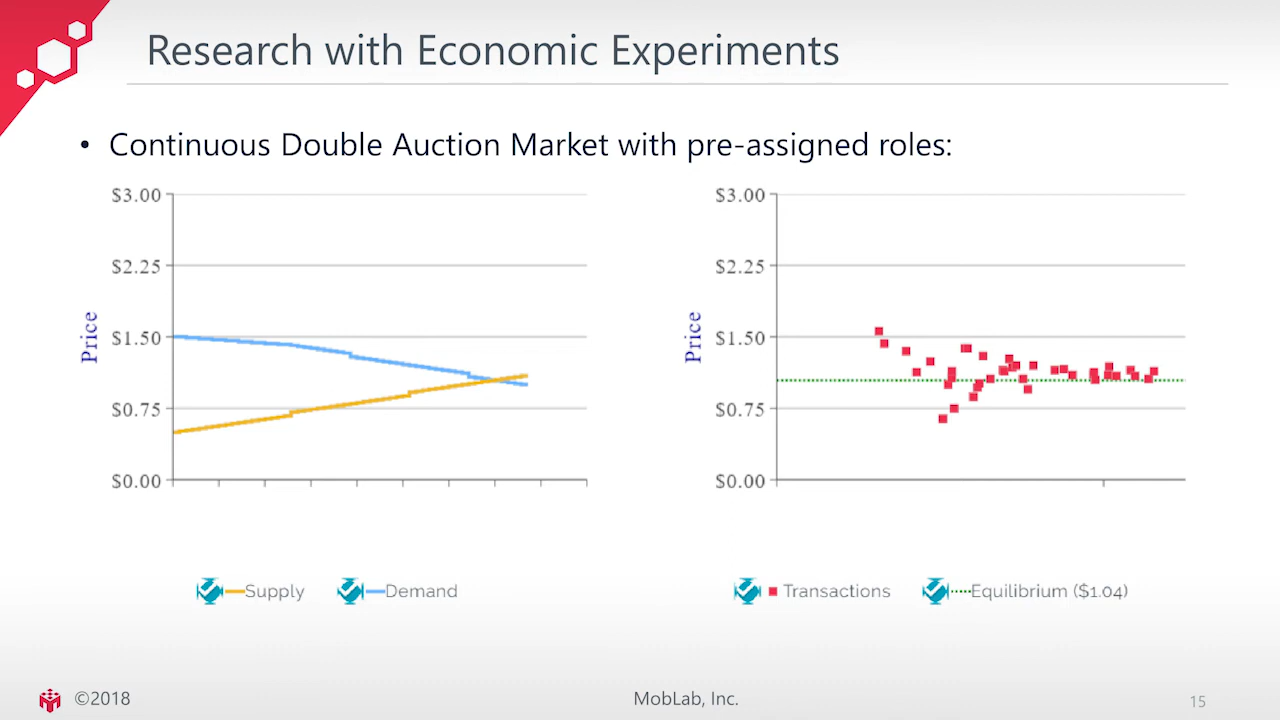 Research with Economic Experiments
• Continuous Double Auction Market with pre-assigned roles:
$3.00
$2.25
$1.50
$0.75
$0.00
Price
Supply
Demand
$3.00
$2.25
$1.50
$0.75
$0.00
Price
Transactions
Equilibrium ($1.04)
©2018
MobLab, Inc.
15